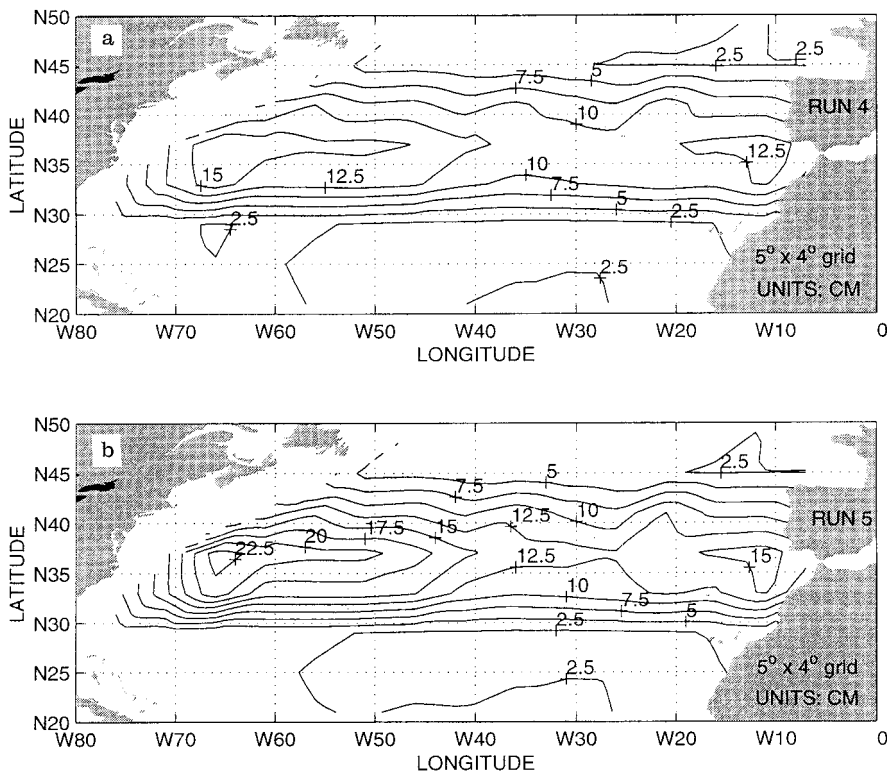 N50
a
2.5
2.5
7.5
5
N45
N40
10
RUN 4
LATITUDE
N35
12.5
15
12.5
10
7.5
5
N30
2.5
2.5
N25
5° x 4° grid
2.5
UNITS: CM
N20
W80 W70 W60 W50 W40 W30 W20 W10 0
LONGITUDE
N50
b
N45
5
2.5
7.5
N40
12.5
10
17.5
15
20
RUN 5
22.5
LATITUDE
N35
12.5
15
10
7.5
5
N30
2.5
N25
5° x 4° grid
2.5
UNITS: CM
N20
W80 W70 W60 W50 W40 W30 W20 W10 0
LONGITUDE